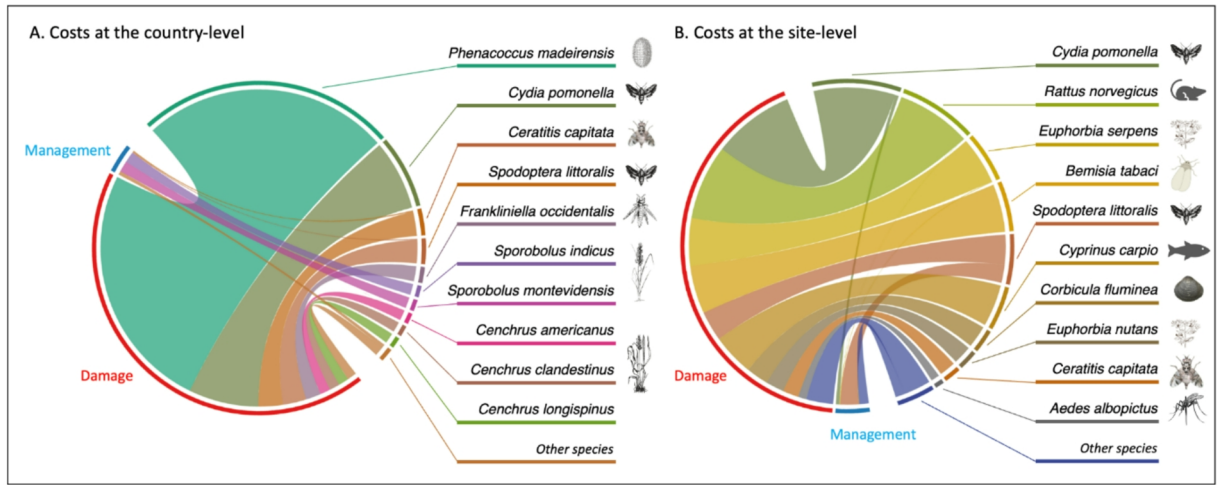 A. Costs at the country-level
Phenacoccus madeirensis
Cydia pomonella
Ceratitis capitata
Management
Spodoptera littoralis
Frankliniella occidentalis
Sporobolus indicus
Sporobolus montevidensis
Cenchrus americanus
Damage
Cenchrus clandestinus
Cenchrus longispinus
Other species
B. Costs at the site-level
Cydia pomonella
Rattus norvegicus
Euphorbia serpens
Bemisia tabaci
Spodoptera littoralis
Cyprinus carpio
Corbicula fluminea
Euphorbia nutans
Damage
Ceratitis capitata
Aedes albopictus
Management
Other species